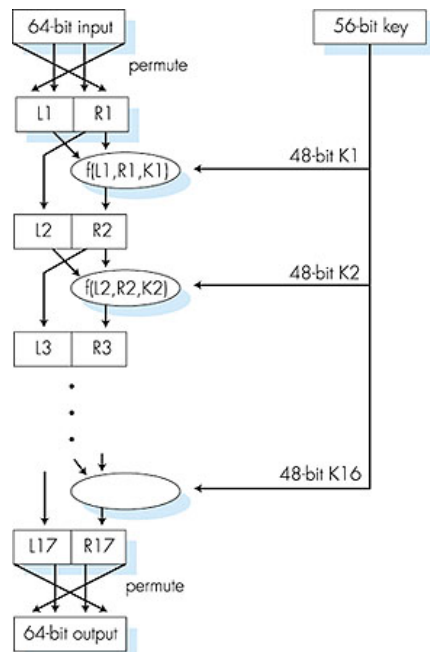 64-bit input
56-bit key
permute
L1 R1
48-bit K1
f(L1,R1,K1)
L2 R2
48-bit K2
f(L2,R2,K2)
L3 R3
48-bit K16
L17 R17
permute
64-bit output